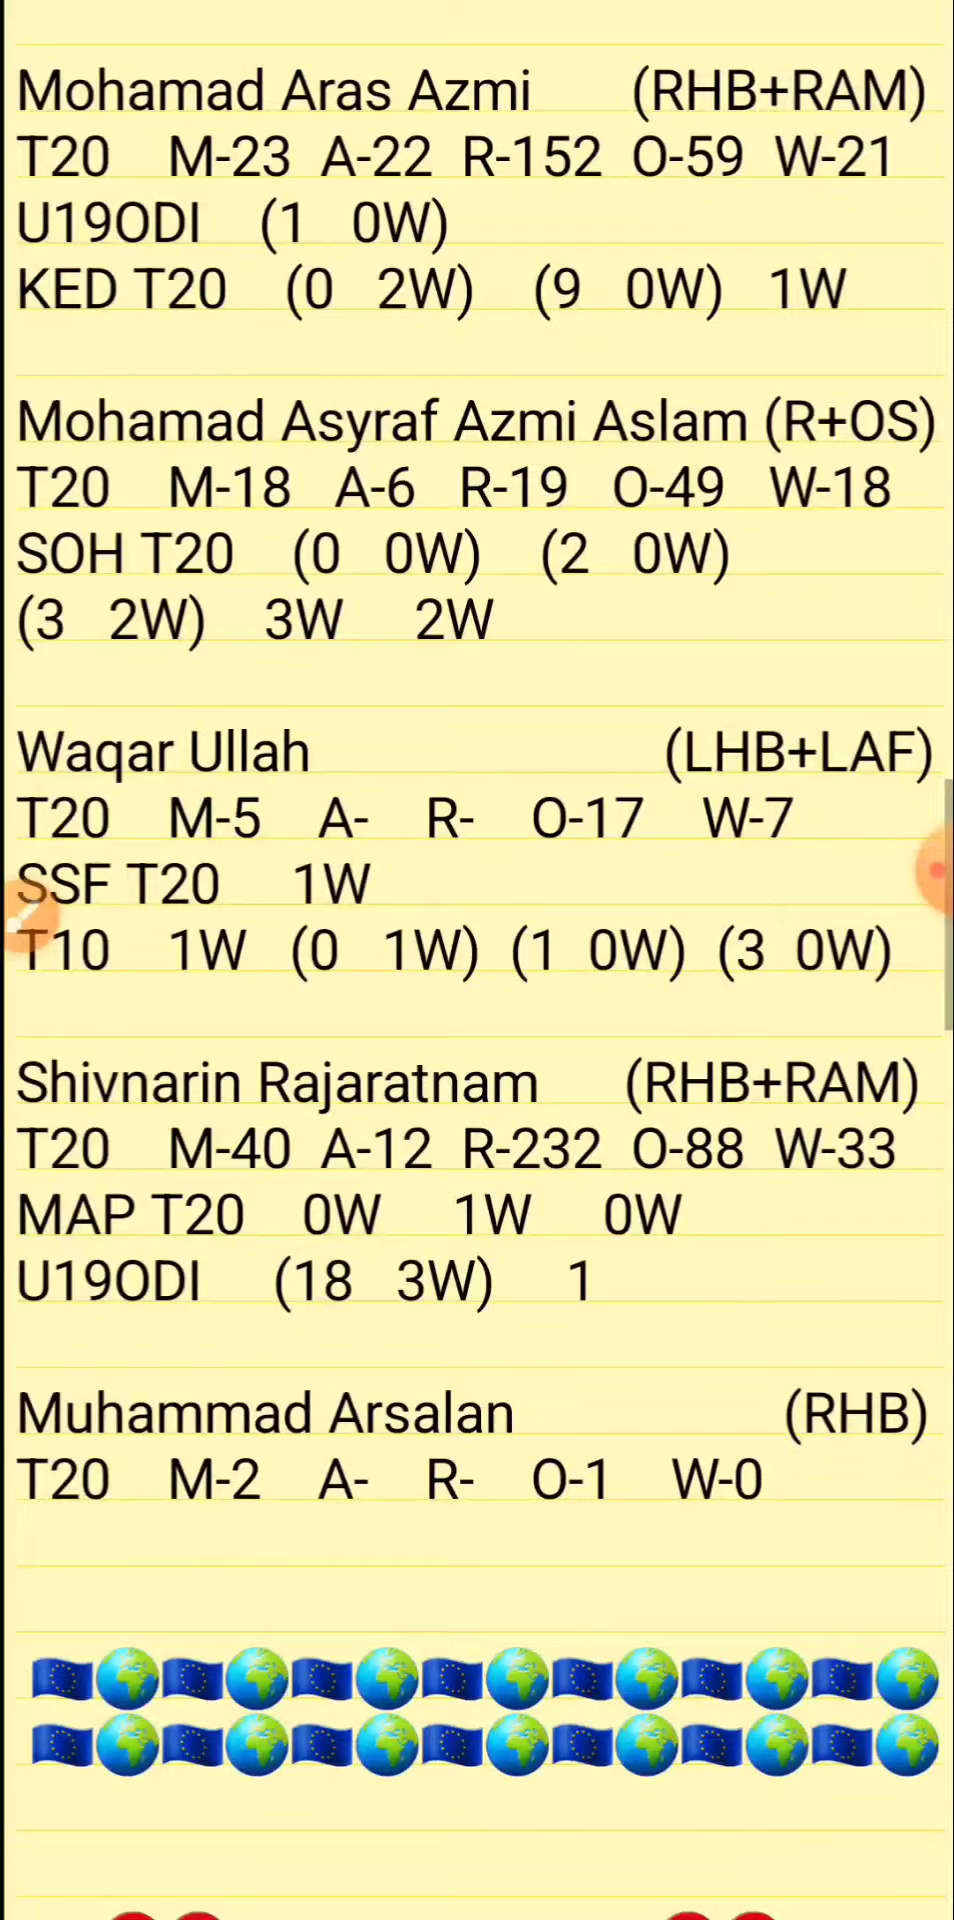 Mohamad Aras Azmi (RHB+RAM)
T20 M-23 A-22 R-152 O-59 W-21
U19ODI (1 0W)
KED T20 (0 2W) (9 0W) 1W
Mohamad Asyraf Azmi Aslam (R+OS)
T20 M-18 A-6 R-19 O-49 W-18
SOH T20 (0 0W) (2 0W)
(3 2W) 3W 2W
Waqar Ullah (LHB+LAF)
T20 M-5 A- R- O-17 W-7
SSF T20 1W
T10 1W (0 1W) (1 0W) (3 0W)
Shivnarin Rajaratnam (RHB+RAM)
T20 M-40 A-12 R-232 O-88 W-33
MAP T20 0W 1W 0W
U19ODI (18 3W) 1
Muhammad Arsalan (RHB)
T20 M-2 A- R- O-1 W-0